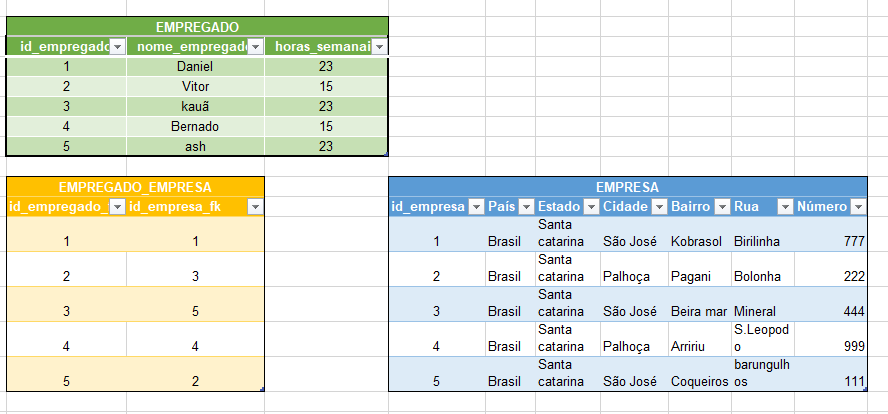 EMPREGADO
id_empregado nome_empregado horas_semanai
1 Daniel 23
2 Vitor 15
3 kauã 23
4 Bernado 15
5 ash 23
EMPREGADO_EMPRESA
id_empregado_ id_empresa_fk
1 1
2 3
3 5
4 4
5 2
EMPRESA
id_empresa País Estado Cidade Bairro Rua Número
Santa
1 Brasil catarina São José Kobrasol Birilinha 777
Santa
2 Brasil catarina Palhoça Pagani Bolonha 222
Santa
3 Brasil catarina São José Beira mar Mineral 444
Santa S.Leopod
4 Brasil catarina Palhoça Arririu o 999
Santa barungulh
5 Brasil catarina São José Coqueiros os 111